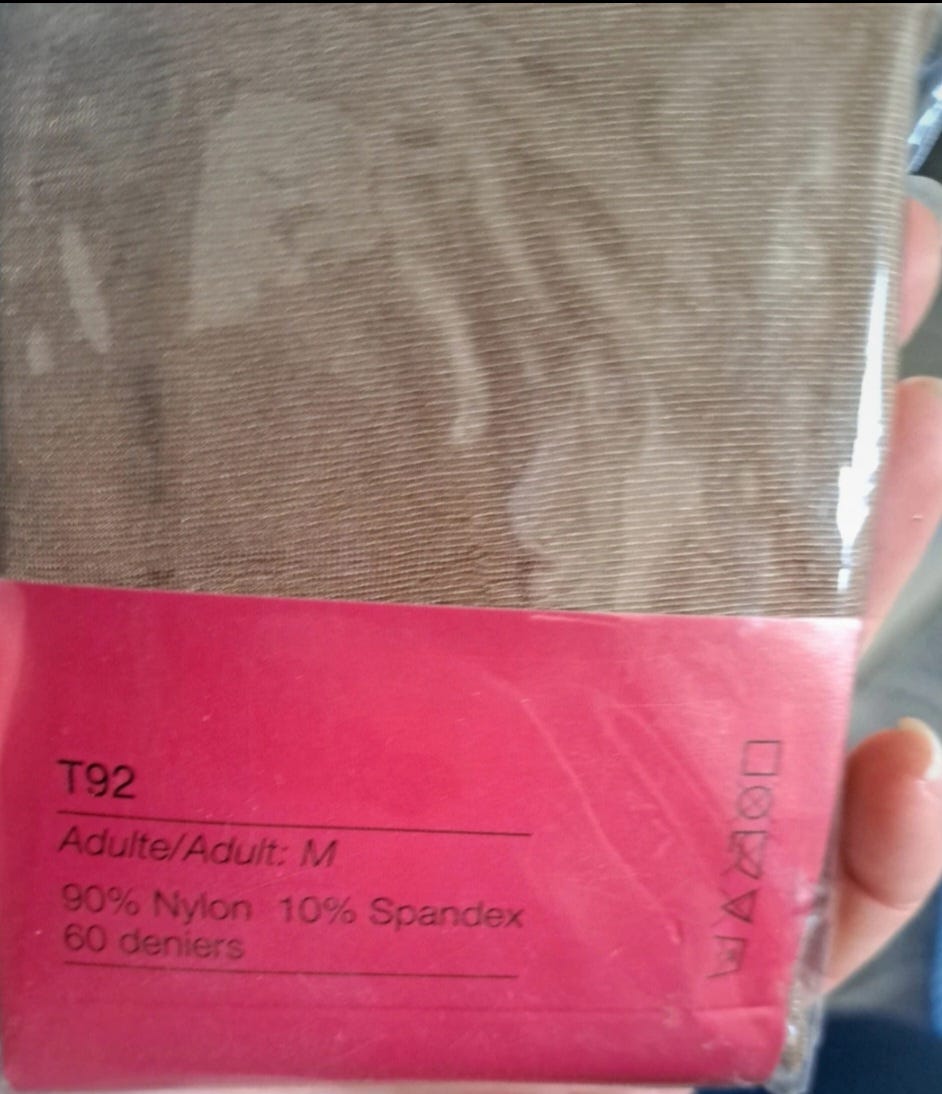 T92
Adulte/Adult: M
90% Nylon 10% Spandex
60 deniers